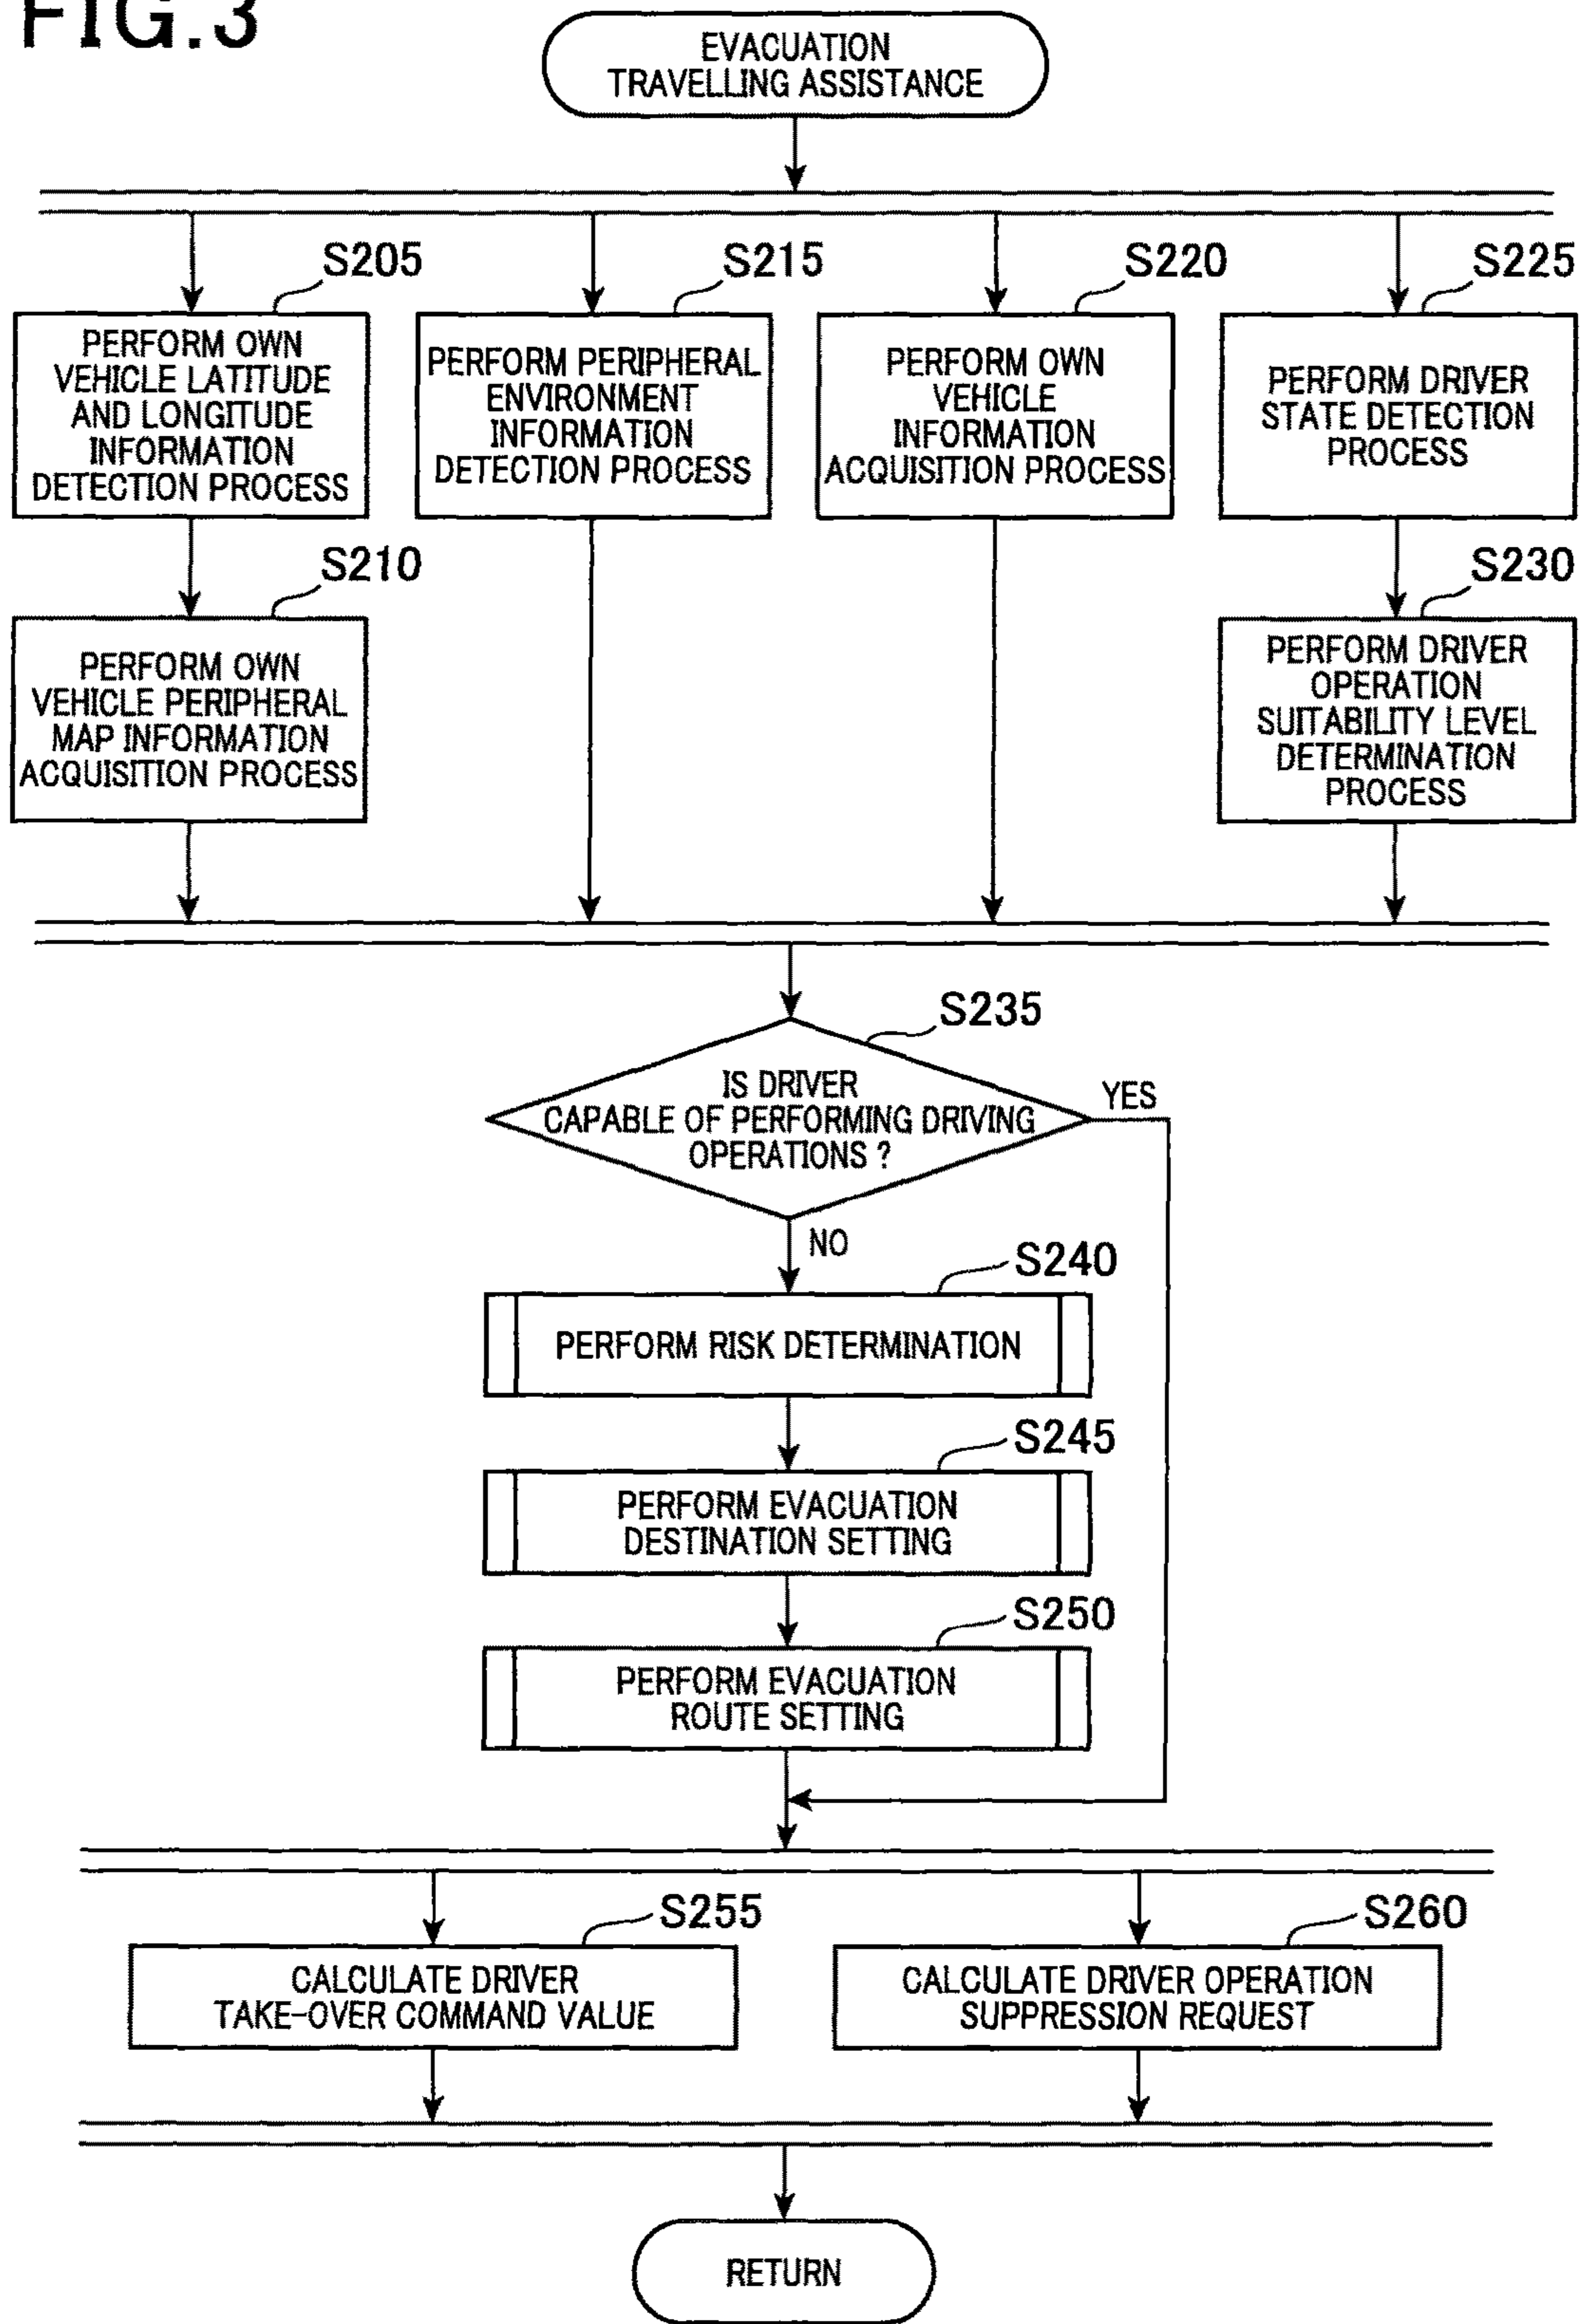 FIG.3
EVACUATION
TRAVELLING ASSISTANCE
S205
PERFORM OWN
VEHICLE LATITUDE
AND LONGITUDE
INFORMATION
DETECTION PROCESS
S215
PERFORM PERIPHERAL
ENVIRONMENT
INFORMATION
DETECTION PROCESS
S220
PERFORM OWN
VEHICLE
INFORMATION
ACQUISITION PROCESS
S225
PERFORM DRIVER
STATE DETECTION
PROCESS
S210
PERFORM OWN
VEHICLE PERIPHERAL
MAP INFORMATION
ACQUISITION PROCESS
S230
PERFORM DRIVER
OPERATION
SUITABILITY LEVEL
DETERMINATION
PROCESS
S235
IS DRIVER
CAPABLE OF PERFORMING DRIVING
OPERATIONS ?
YES
NO
S240
PERFORM RISK DETERMINATION
S245
PERFORM EVACUATION
DESTINATION SETTING
S250
PERFORM EVACUATION
ROUTE SETTING
S255
CALCULATE DRIVER
TAKE-OVER COMMAND VALUE
S260
CALCULATE DRIVER OPERATION
SUPPRESSION REQUEST
RETURN